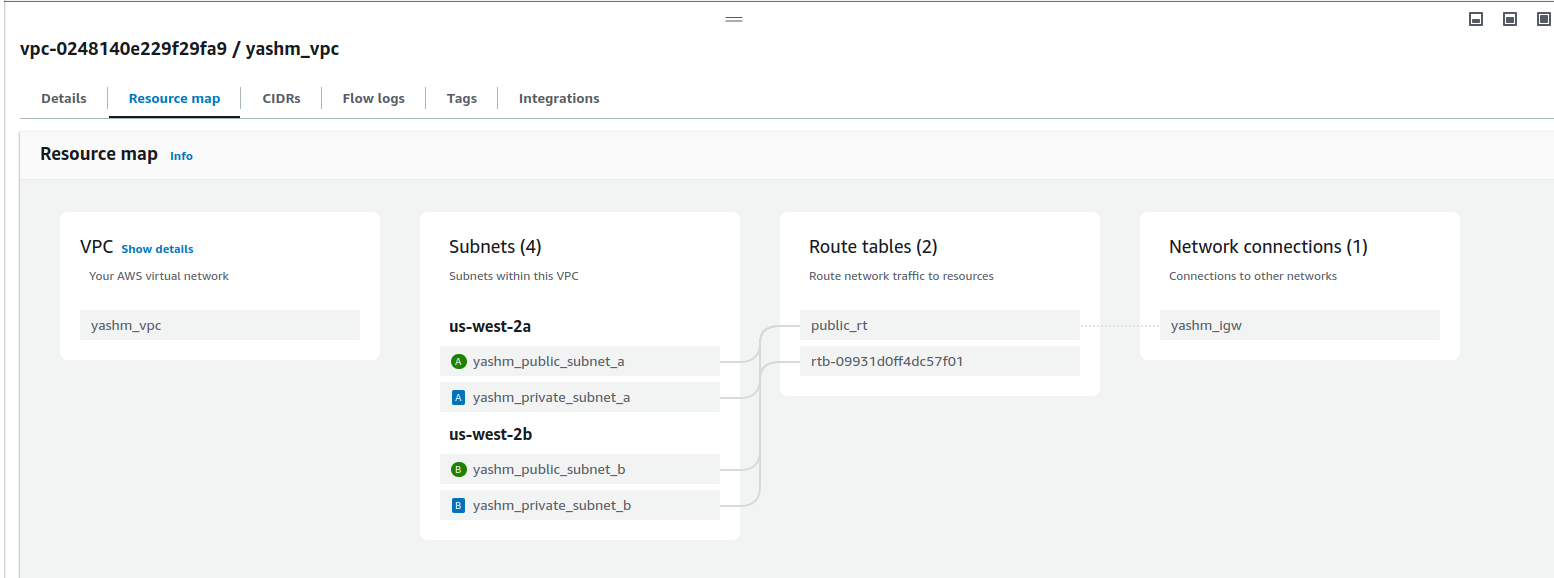 vpc-0248140e229f29fa9 / yashm_vpc
Details
Resource map
CIDRs
Flow logs
Tags
Integrations
Resource map Info
VPC Show details
Your AWS virtual network
yashm_vpc
Subnets (4)
Subnets within this VPC
us-west-2a
A yashm_public_subnet_a
A yashm_private_subnet_a
us-west-2b
B yashm_public_subnet_b
B yashm_private_subnet_b
Route tables (2)
Route network traffic to resources
public_rt
rtb-09931d0ff4dc57f01
Network connections (1)
Connections to other networks
yashm_igw